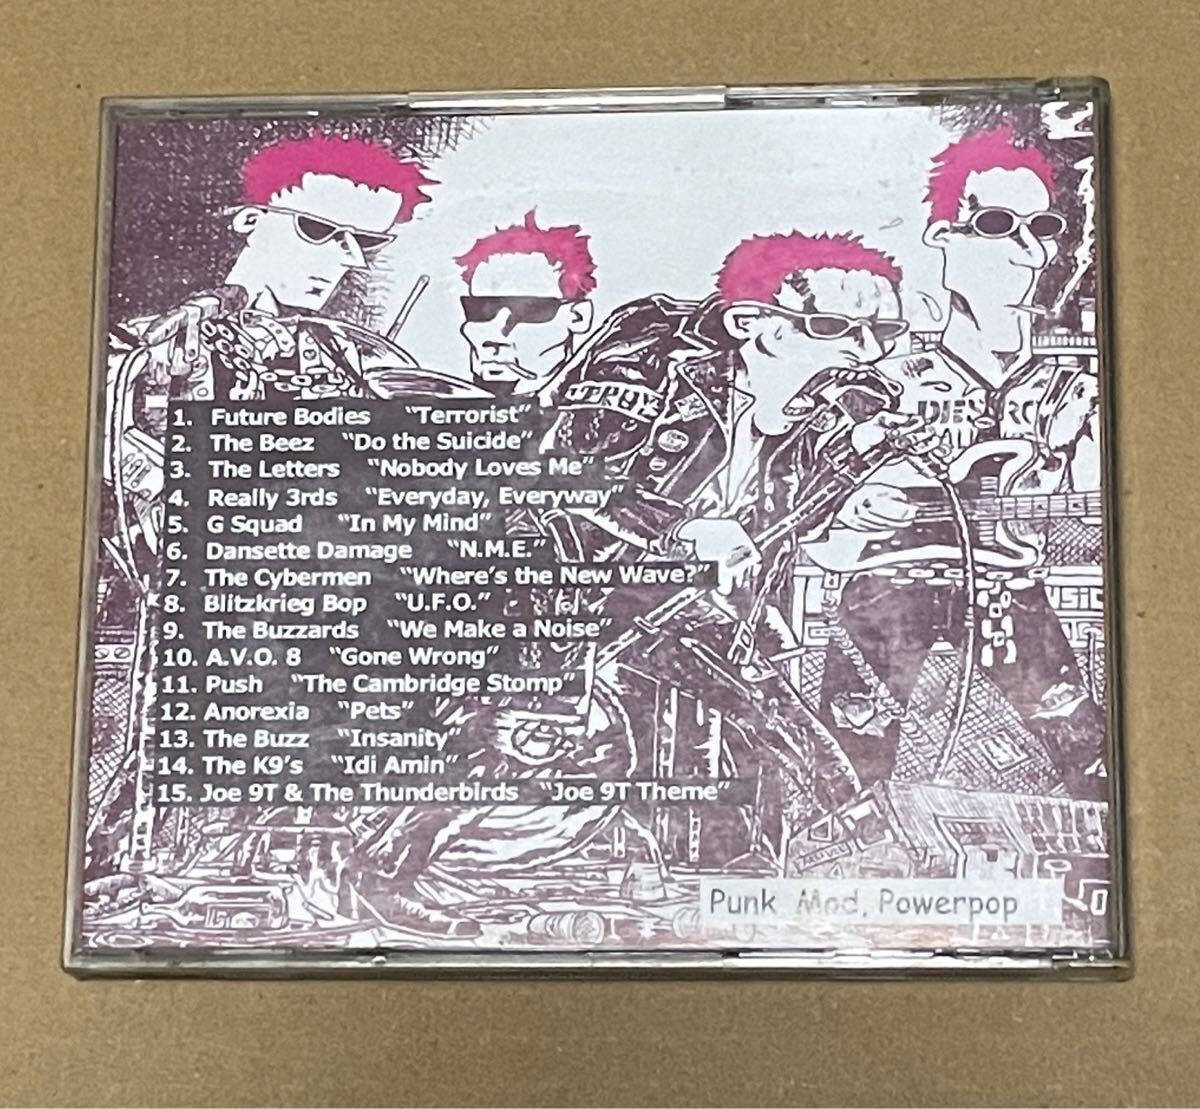 1. Future Bodies "Terrorist"
2. The Beez "Do the Suicide"
3. The Letters "Nobody Loves Me"
4. Really 3rds "Everyday, Everyway"
5. G Squad "In My Mind"
6. Dansette Damage "N.M.E."
7. The Cybermen "Where's the New Wave?"
8. Blitzkrieg Bop "U.F.O."
9. The Buzzards "We Make a Noise"
10. A.V.O. 8 "Gone Wrong"
11. Push "The Cambridge Stomp"
12. Anorexia "Pets"
13. The Buzz "Insanity"
14. The K9's "Idi Amin"
15. Joe 9T & The Thunderbirds "Joe 9T Theme"
Punk, Mod, Powerpop